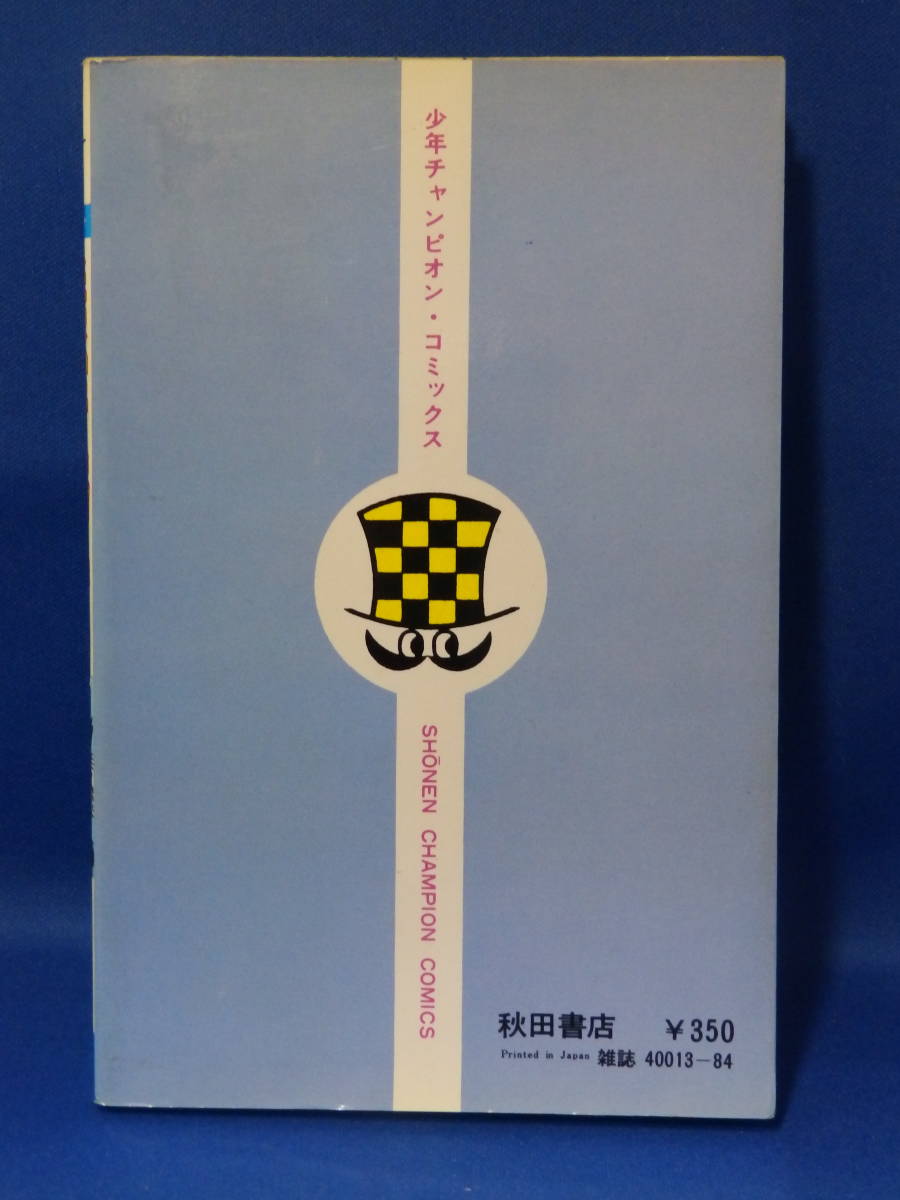 少年チャンピオン・コミックス
SHŌNEN CHAMPION COMICS
秋田書店 ¥350
Printed in Japan 雑誌 40013-84